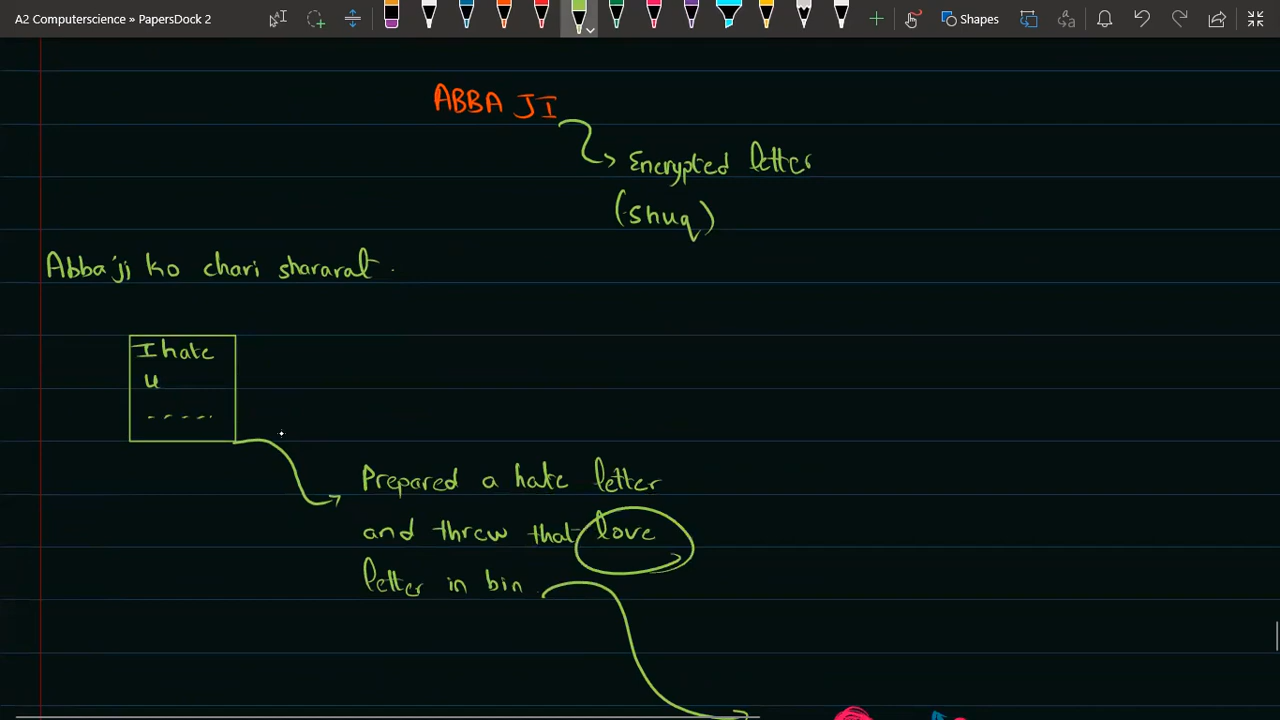 A2 Computerscience » PapersDock 2
Shapes
ABBA JI
Encrypted letter
(shuq)
Abba'ji ko chari shararat.
I hate
u
-----
Prepared a hate letter
and threw that love
letter in bin